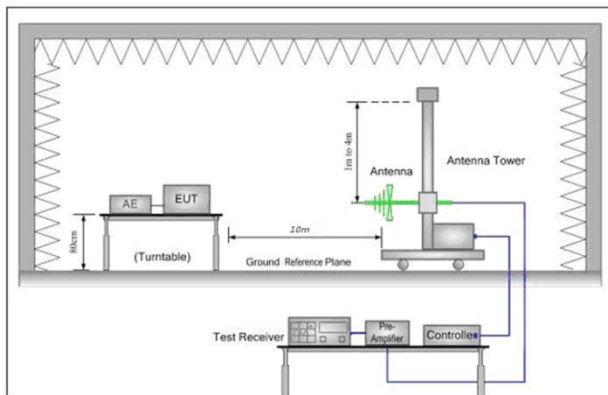 1m to 4m
Antenna
Antenna Tower
AE
EUT
80cm
10m
(Turntable)
Ground Reference Plane
Test Receiver
Pre-
Amplifier
Controller